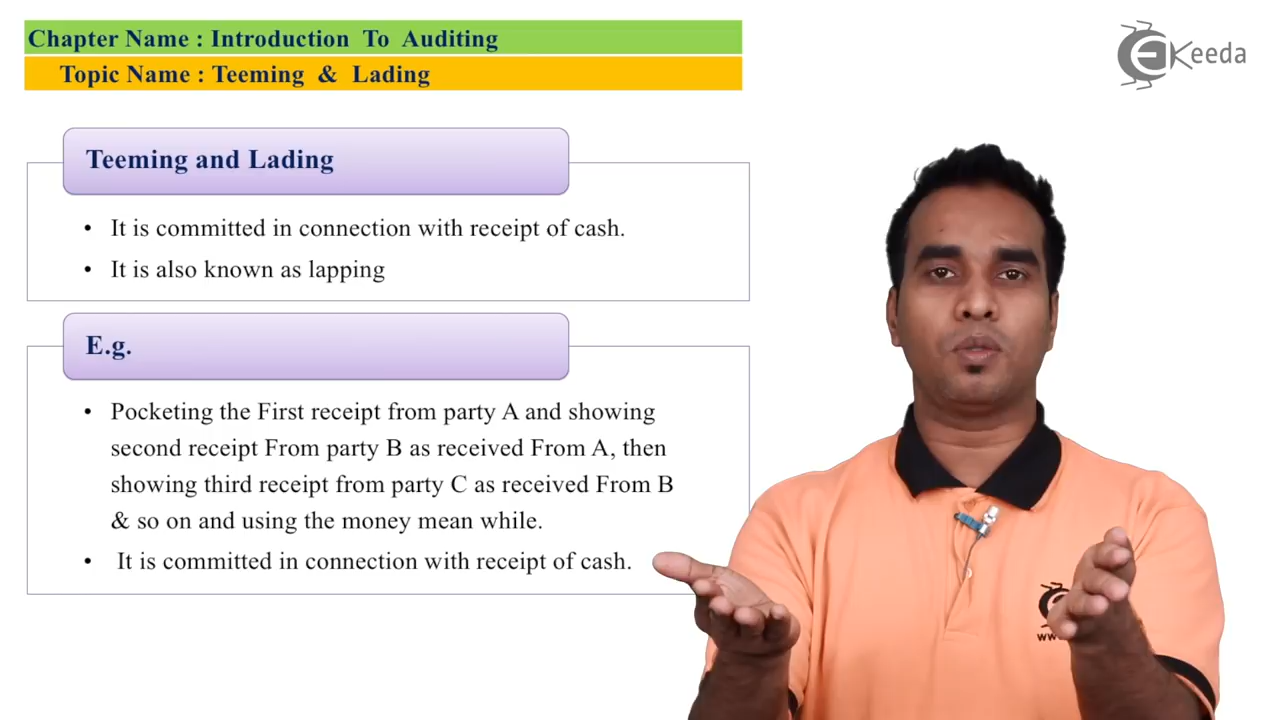 Chapter Name : Introduction To Auditing
Topic Name : Teeming & Lading
EKeeda
Teeming and Lading
• It is committed in connection with receipt of cash.
• It is also known as lapping
E.g.
• Pocketing the First receipt from party A and showing
second receipt From party B as received From A, then
showing third receipt from party C as received From B
& so on and using the money mean while.
• It is committed in connection with receipt of cash.